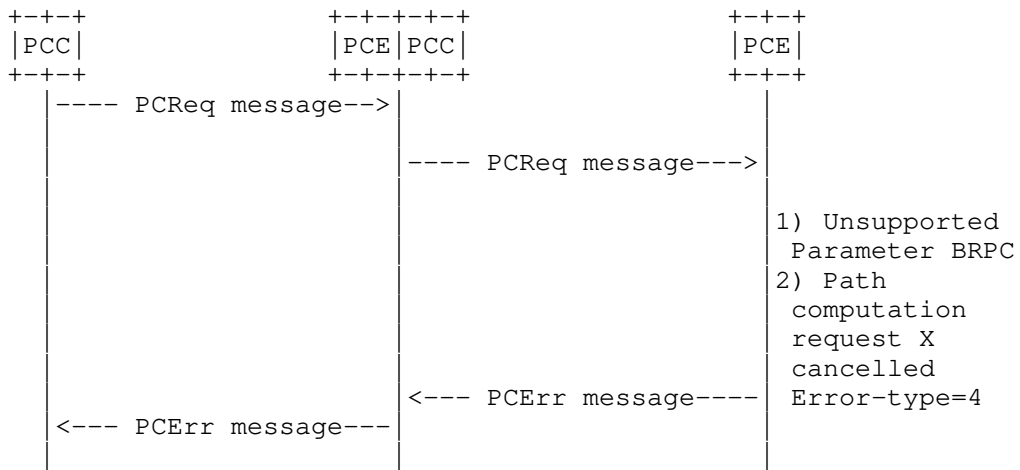 +-+-+                +-+-+-+-+                +-+-+
|PCC|                |PCE|PCC|                |PCE|
+-+-+                +-+-+-+-+                +-+-+
|---- PCReq message-->|
|---- PCReq message--->|
1) Unsupported
Parameter BRPC
2) Path
computation
request X
cancelled
|<--- PCErr message----| Error-type=4
|<--- PCErr message---|